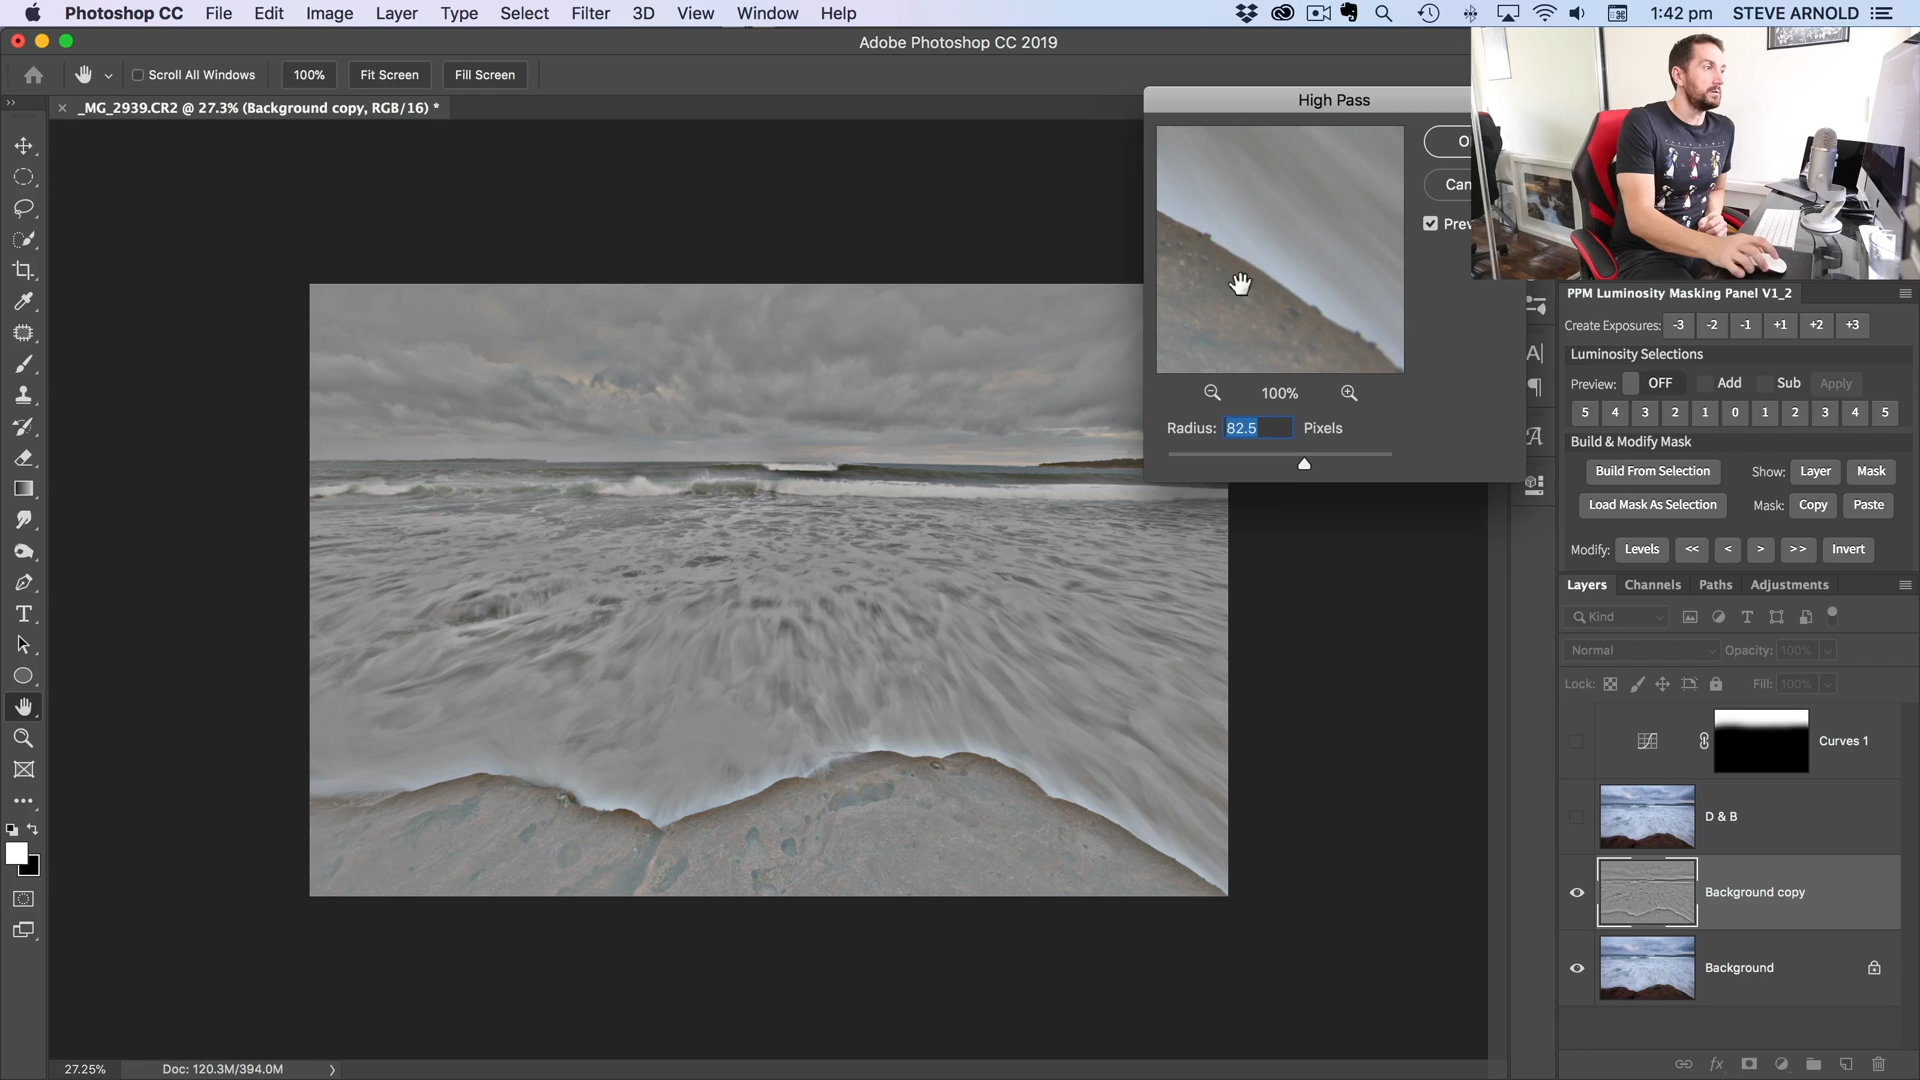 Photoshop CC File Edit Image Layer Type Select Filter 3D View Window Help 1:42 pm STEVE ARNOLD
Adobe Photoshop CC 2019
Scroll All Windows 100% Fit Screen Fill Screen
_MG_2939.CR2 @ 27.3% (Background copy, RGB/16) *
High Pass
O
Can
Prev
100%
Radius: 82.5 Pixels
PPM Luminosity Masking Panel V1_2
Create Exposures: -3 -2 -1 +1 +2 +3
Luminosity Selections
Preview: OFF Add Sub Apply
5 4 3 2 1 0 1 2 3 4 5
Build & Modify Mask
Build From Selection Show: Layer Mask
Load Mask As Selection Mask: Copy Paste
Modify: Levels << < > >> Invert
Layers Channels Paths Adjustments
Kind
Normal Opacity: 100%
Lock: Fill: 100%
Curves 1
D & B
Background copy
Background
fx
27.25% Doc: 120.3M/394.0M